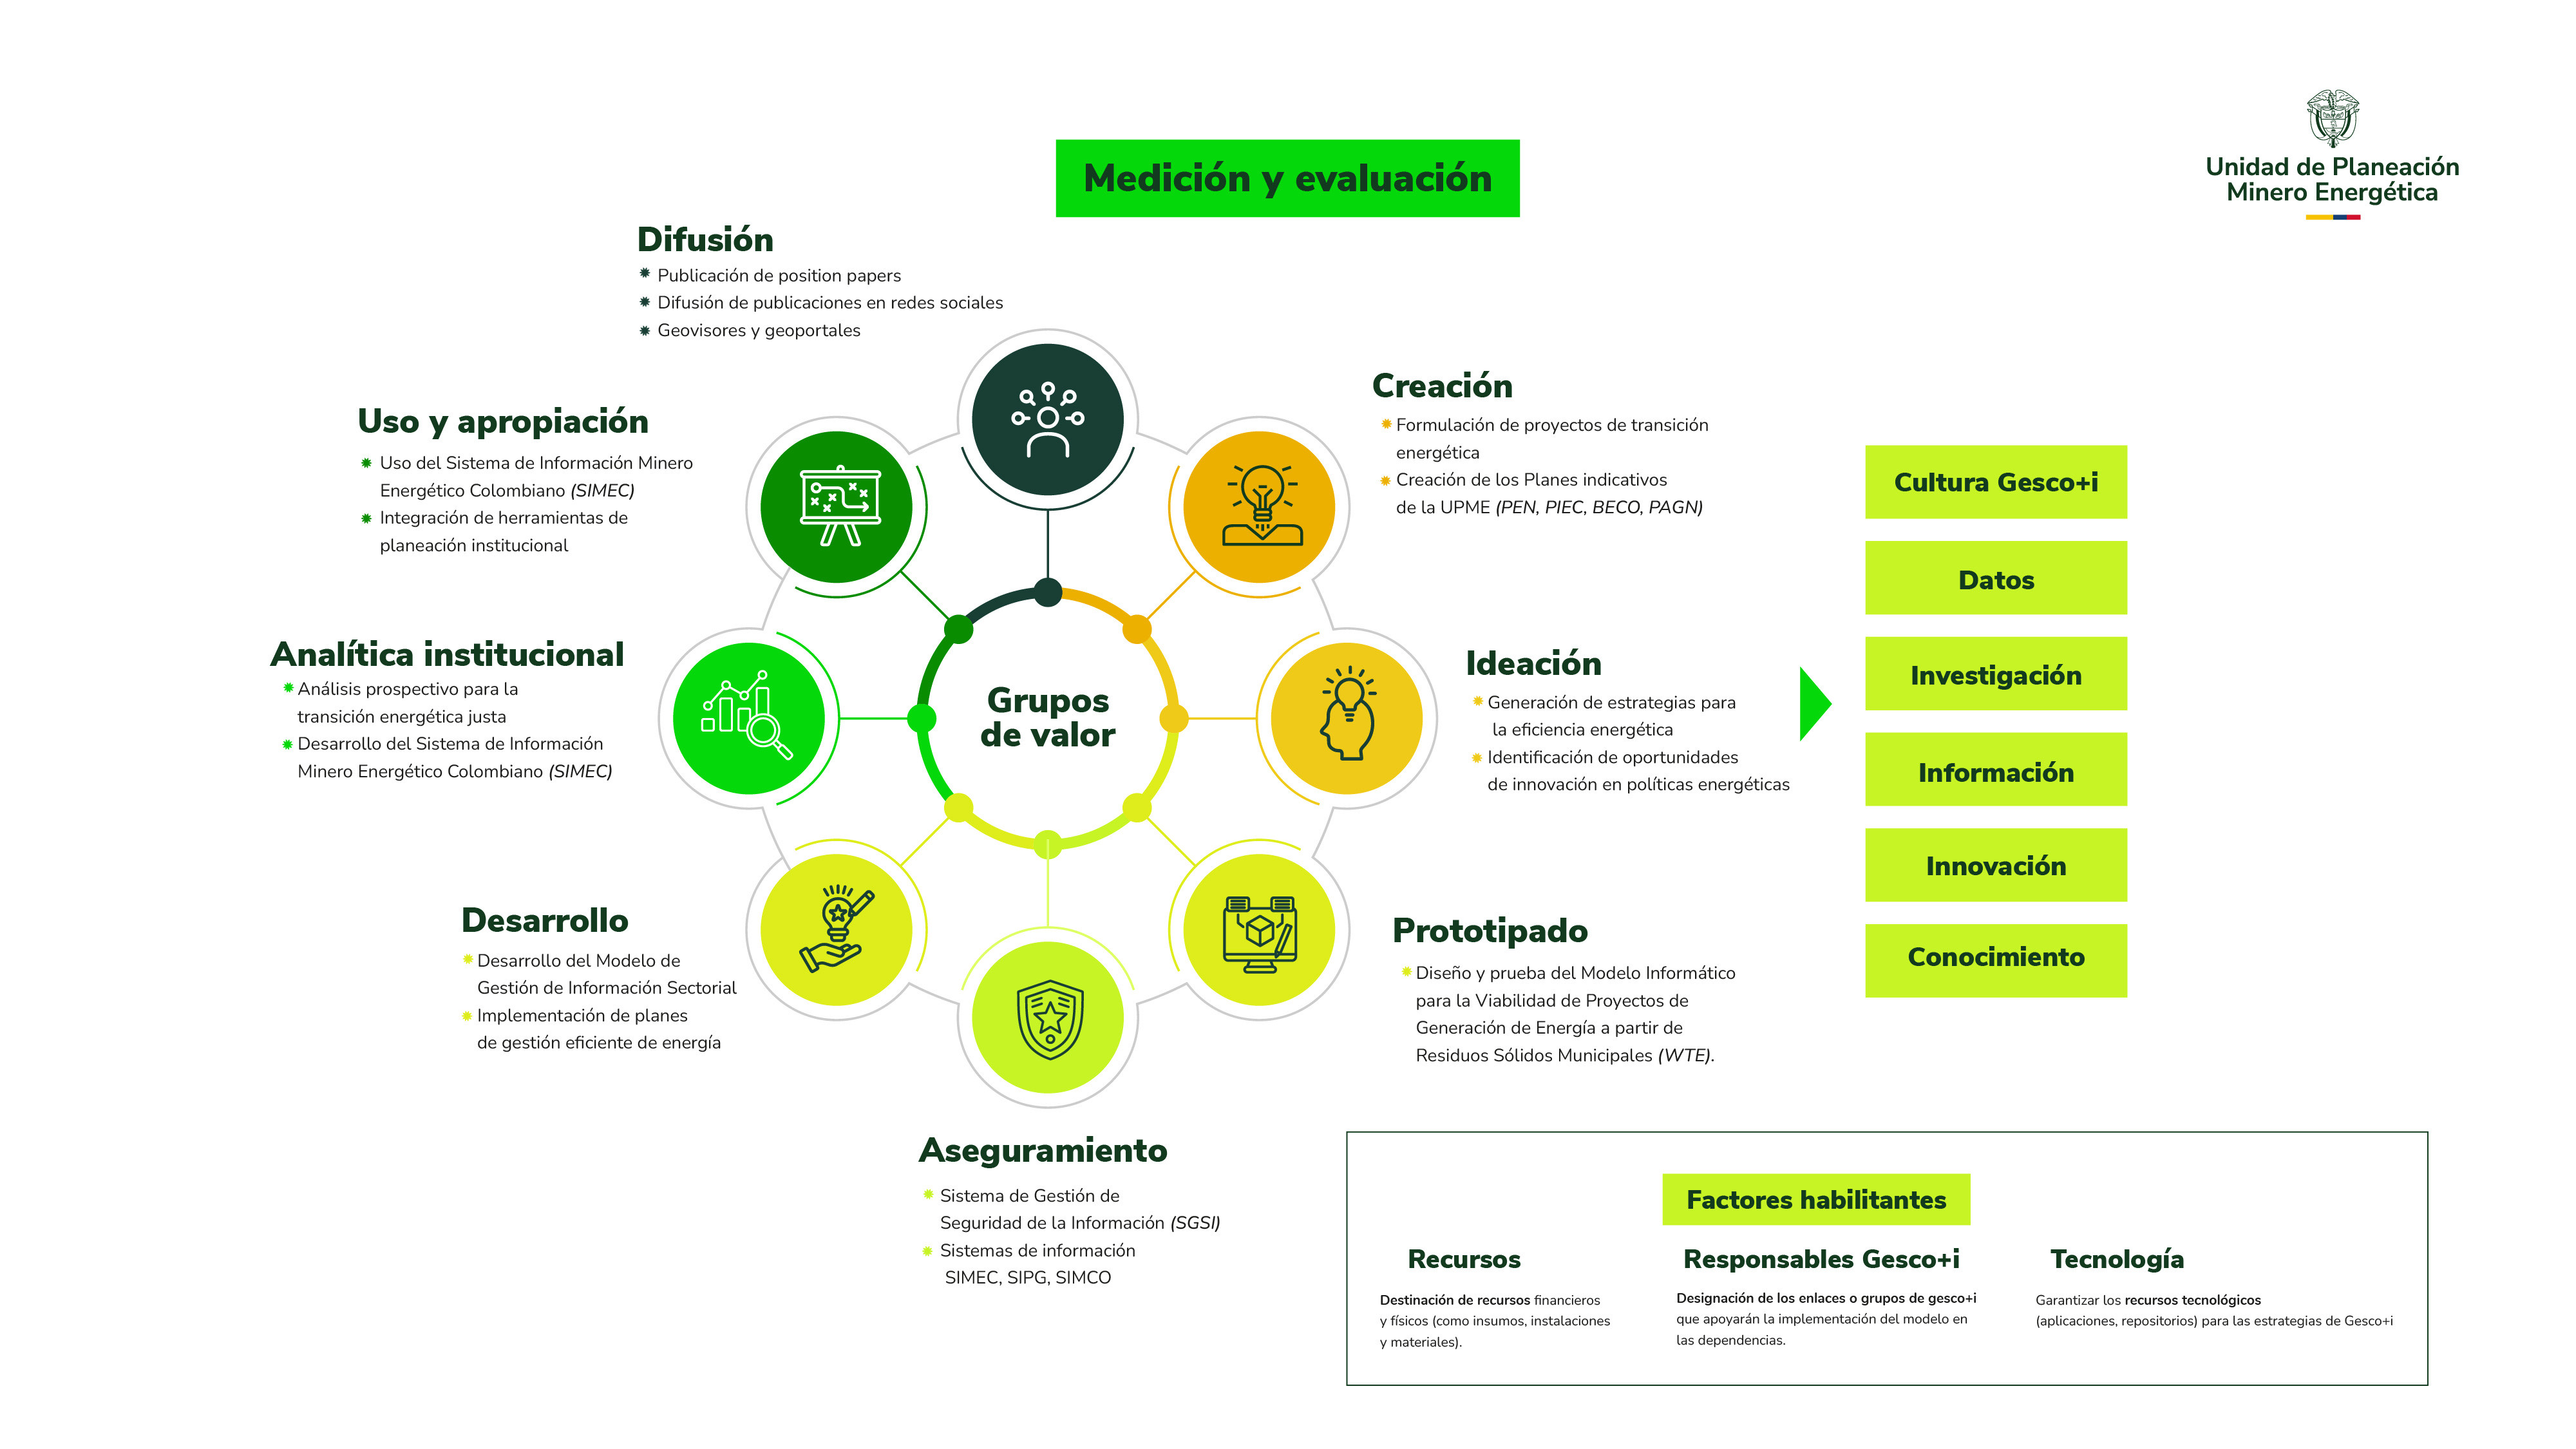 Unidad de Planeación
Minero Energética
Medición y evaluación
Difusión
Publicación de position papers
Difusión de publicaciones en redes sociales
Geovisores y geoportales
Creación
Formulación de proyectos de transición
energética
Creación de los Planes indicativos
de la UPME (PEN, PIEC, BECO, PAGN)
Uso y apropiación
Uso del Sistema de Información Minero
Energético Colombiano (SIMEC)
Integración de herramientas de
planeación institucional
Analítica institucional
Análisis prospectivo para la
transición energética justa
Desarrollo del Sistema de Información
Minero Energético Colombiano (SIMEC)
Grupos
de valor
Ideación
Generación de estrategias para
la eficiencia energética
Identificación de oportunidades
de innovación en políticas energéticas
Desarrollo
Desarrollo del Modelo de
Gestión de Información Sectorial
Implementación de planes
de gestión eficiente de energía
Prototipado
Diseño y prueba del Modelo Informático
para la Viabilidad de Proyectos de
Generación de Energía a partir de
Residuos Sólidos Municipales (WTE).
Aseguramiento
Sistema de Gestión de
Seguridad de la Información (SGSI)
Sistemas de información
SIMEC, SIPG, SIMCO
Cultura Gesco+i
Datos
Investigación
Información
Innovación
Conocimiento
Factores habilitantes
Recursos
Destinación de recursos financieros
y físicos (como insumos, instalaciones
y materiales).
Responsables Gesco+i
Designación de los enlaces o grupos de gesco+i
que apoyarán la implementación del modelo en
las dependencias.
Tecnología
Garantizar los recursos tecnológicos
(aplicaciones, repositorios) para las estrategias de Gesco+i